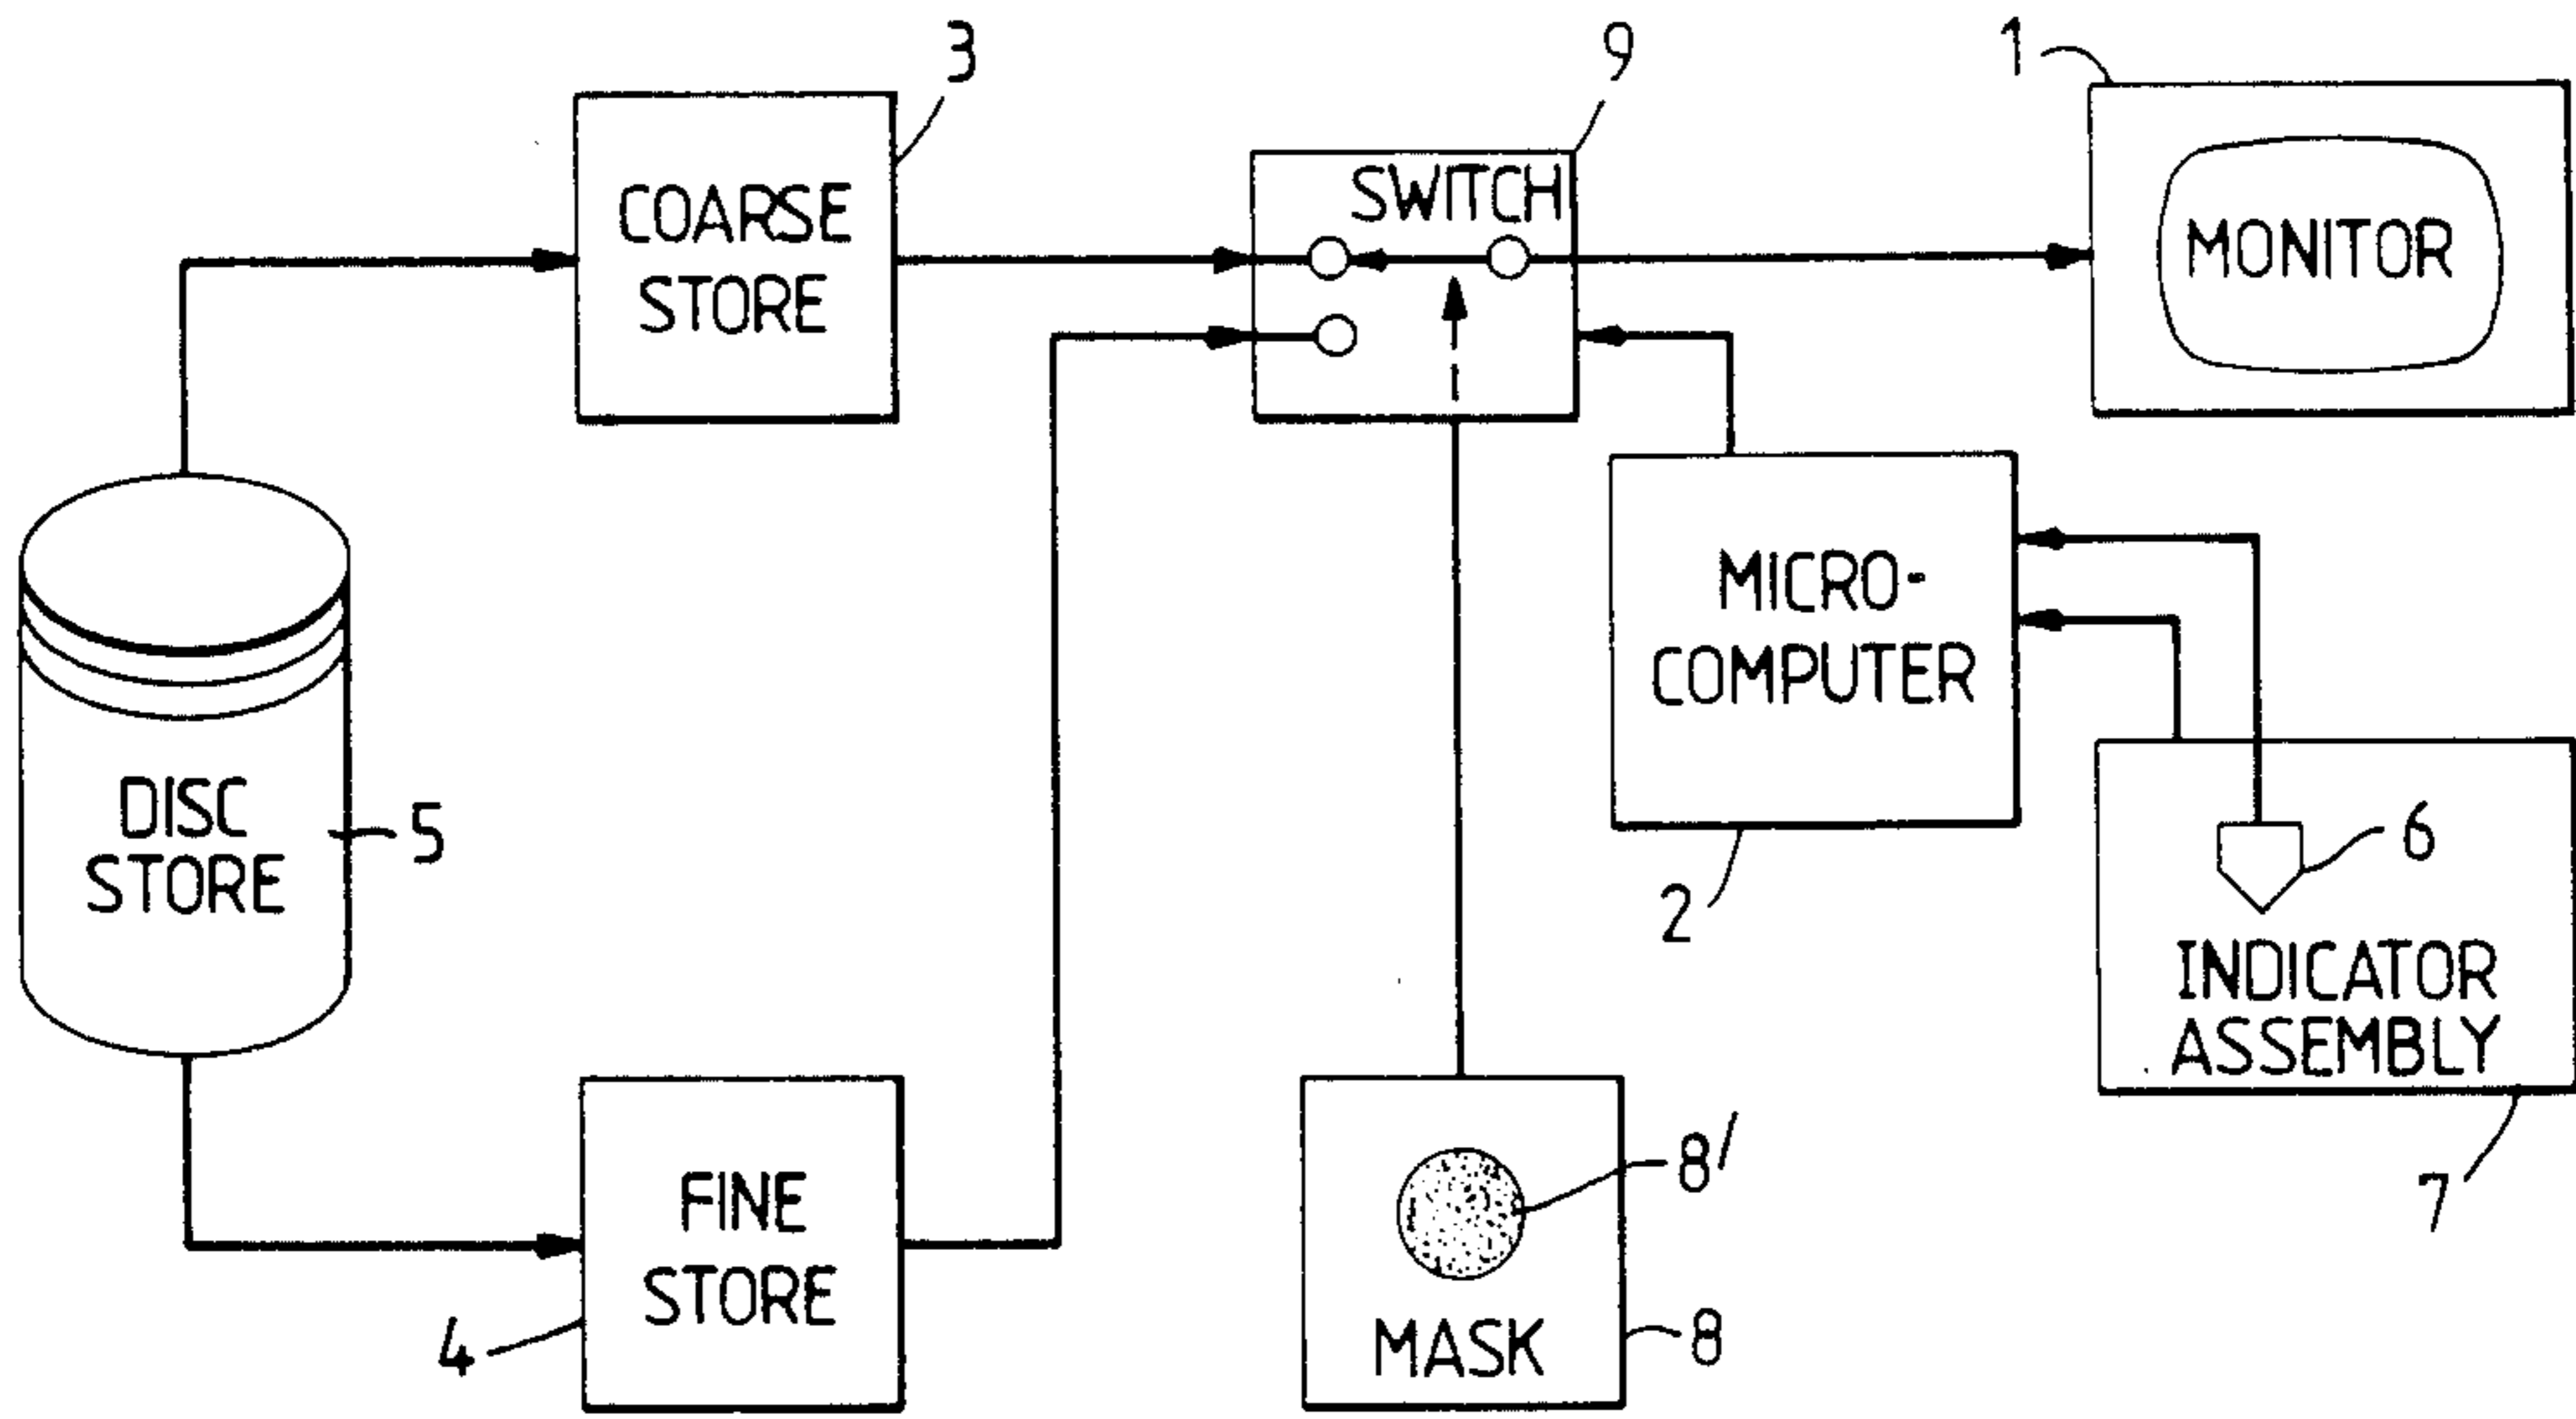 3
9
1
COARSE
STORE
SWITCH
MONITOR
MICRO-
COMPUTER
DISC
STORE
5
6
2
INDICATOR
ASSEMBLY
7
FINE
STORE
4
8'
MASK
8